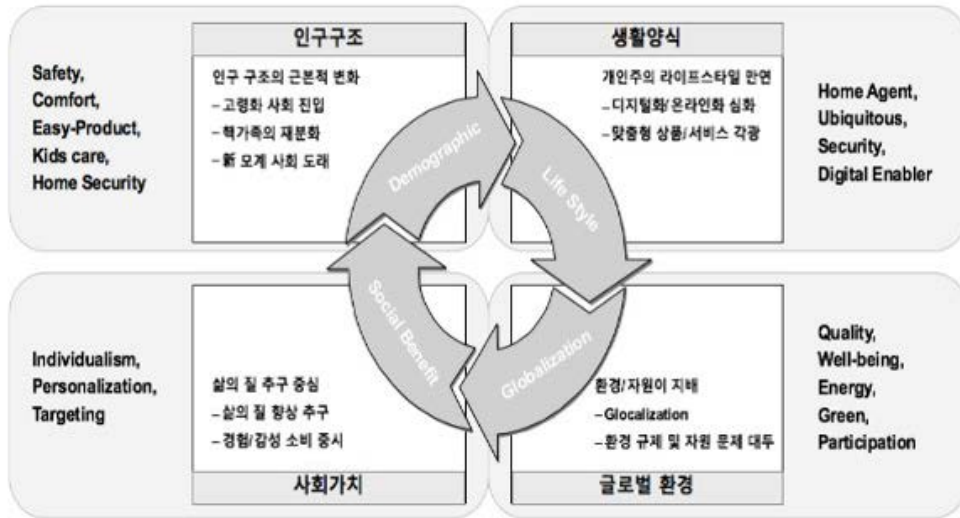 인구구조
Safety,
Comfort,
Easy-Product,
Kids care,
Home Security
인구 구조의 근본적 변화
–고령화 사회 진입
–핵가족의 재분화
–新 모계 사회 도래
Demographic
생활양식
개인주의 라이프스타일 만연
–디지털화/온라인화 심화
–맞춤형 상품/서비스 각광
Life Style
Home Agent,
Ubiquitous,
Security,
Digital Enabler
Individualism,
Personalization,
Targeting
삶의 질 추구 중심
–삶의 질 향상 추구
–경험/감성 소비 중시
Social Benefit
사회가치
Globalization
환경/자원이 지배
–Glocalization
–환경 규제 및 자원 문제 대두
글로벌 환경
Quality,
Well-being,
Energy,
Green,
Participation